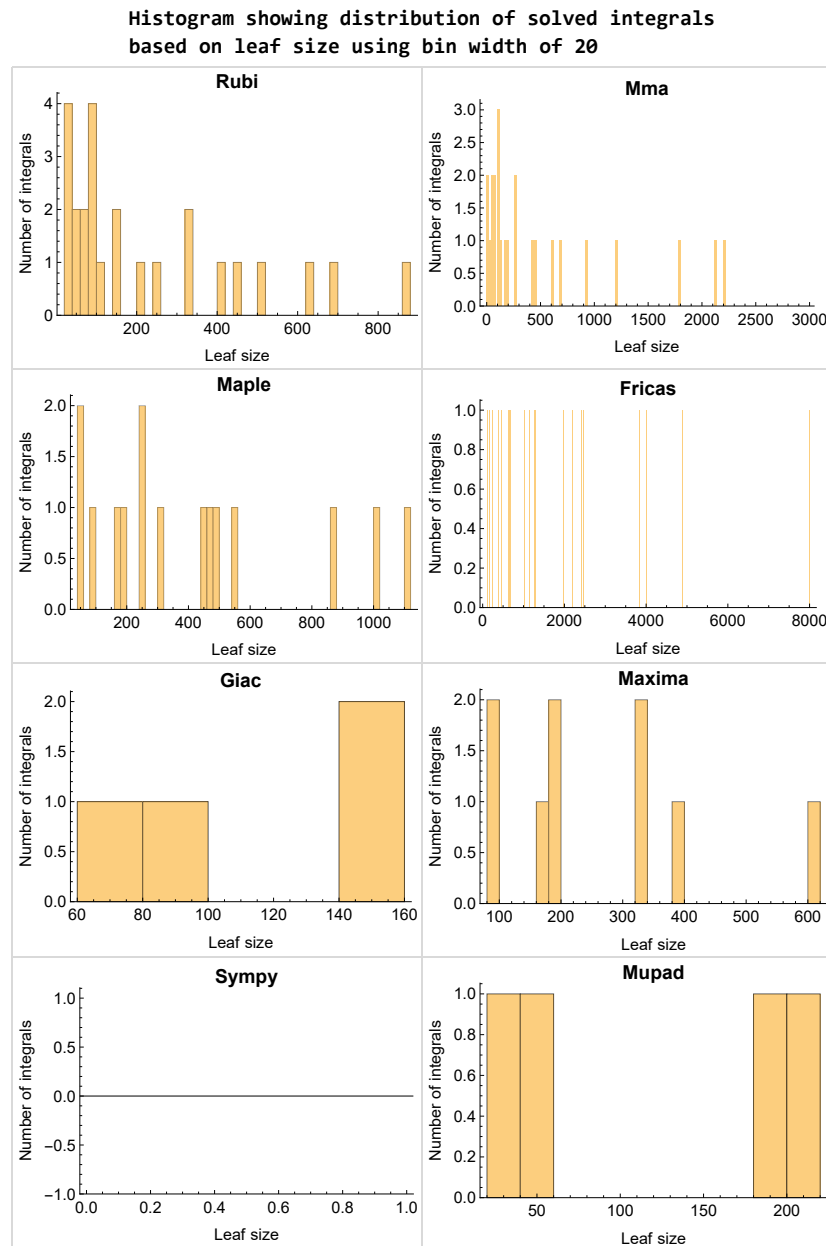 Histogram showing distribution of solved integrals
based on leaf size using bin width of 20
Rubi
Number of integrals
4
3
2
1
0
200 400 600 800
Leaf size
Mma
Number of integrals
3.0
2.5
2.0
1.5
1.0
0.5
0.0
0 500 1000 1500 2000 2500 3000
Leaf size
Maple
Number of integrals
2.0
1.5
1.0
0.5
0.0
200 400 600 800 1000
Leaf size
Fricas
Number of integrals
1.0
0.8
0.6
0.4
0.2
0.0
0 2000 4000 6000 8000
Leaf size
Giac
Number of integrals
2.0
1.5
1.0
0.5
0.0
60 80 100 120 140 160
Leaf size
Maxima
Number of integrals
2.0
1.5
1.0
0.5
0.0
100 200 300 400 500 600
Leaf size
Sympy
Number of integrals
1.0
0.5
0.0
−0.5
−1.0
0.0 0.2 0.4 0.6 0.8 1.0
Leaf size
Mupad
Number of integrals
1.0
0.8
0.6
0.4
0.2
0.0
50 100 150 200
Leaf size